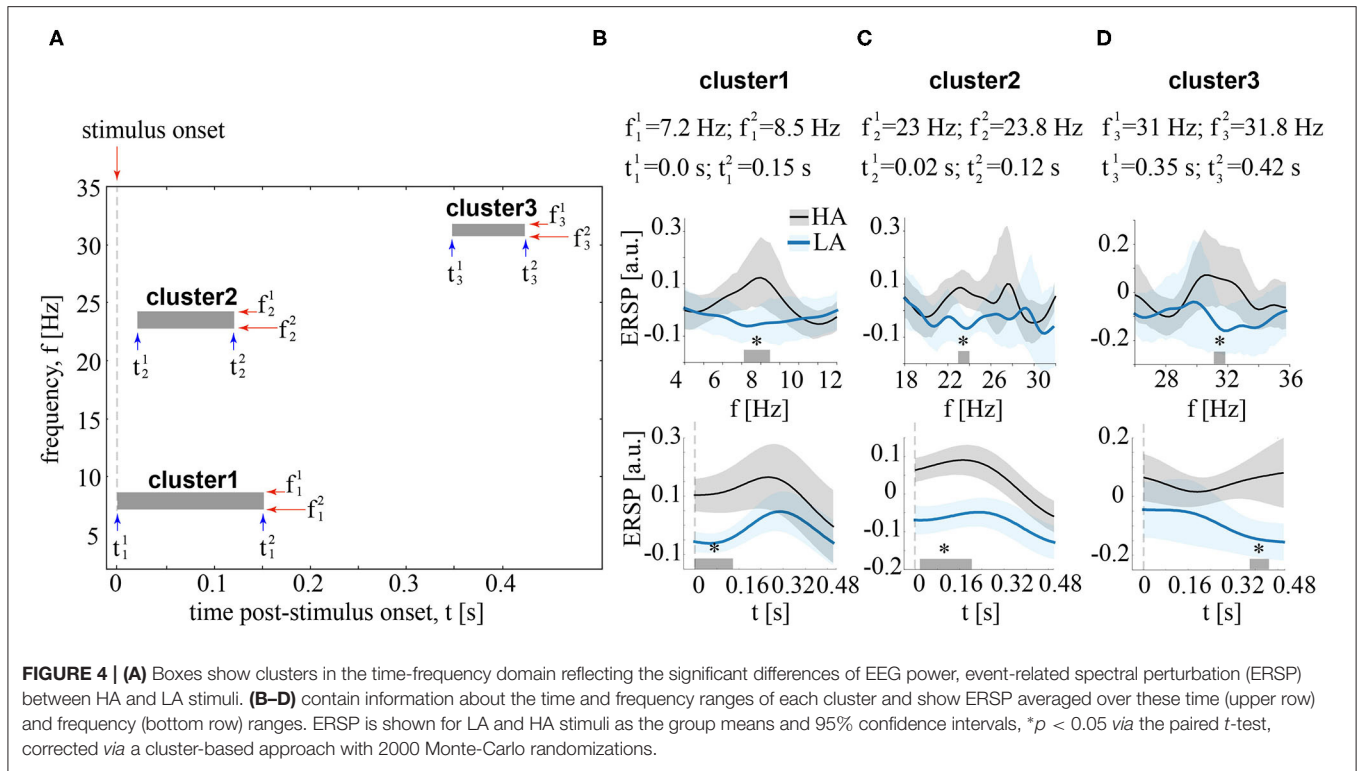 A
B
C
D
stimulus onset
35
30
25
20
15
10
5
frequency, f [Hz]
cluster3
f₃¹
f₃²
t₃¹
t₃²
cluster2
f₂¹
f₂²
t₂¹
t₂²
cluster1
f₁¹
f₁²
t₁¹
t₁²
0 0.1 0.2 0.3 0.4
time post-stimulus onset, t [s]
cluster1
f₁¹=7.2 Hz; f₁²=8.5 Hz
t₁¹=0.0 s; t₁²=0.15 s
HA
LA
ERSP [a.u.]
0.3
0.1
-0.1
*
4 6 8 10 12
f [Hz]
ERSP [a.u.]
0.3
0.1
-0.1
*
0 0.16 0.32 0.48
t [s]
cluster2
f₂¹=23 Hz; f₂²=23.8 Hz
t₂¹=0.02 s; t₂²=0.12 s
0.3
0.1
-0.1
*
18 22 26 30
f [Hz]
0.1
0
-0.1
-0.2
*
0 0.16 0.32 0.48
t [s]
cluster3
f₃¹=31 Hz; f₃²=31.8 Hz
t₃¹=0.35 s; t₃²=0.42 s
0.2
0
-0.2
*
28 32 36
f [Hz]
0.2
0
-0.2
*
0 0.16 0.32 0.48
t [s]
FIGURE 4 | (A) Boxes show clusters in the time-frequency domain reflecting the significant differences of EEG power, event-related spectral perturbation (ERSP)
between HA and LA stimuli. (B–D) contain information about the time and frequency ranges of each cluster and show ERSP averaged over these time (upper row)
and frequency (bottom row) ranges. ERSP is shown for LA and HA stimuli as the group means and 95% confidence intervals, *p < 0.05 via the paired t-test,
corrected via a cluster-based approach with 2000 Monte-Carlo randomizations.